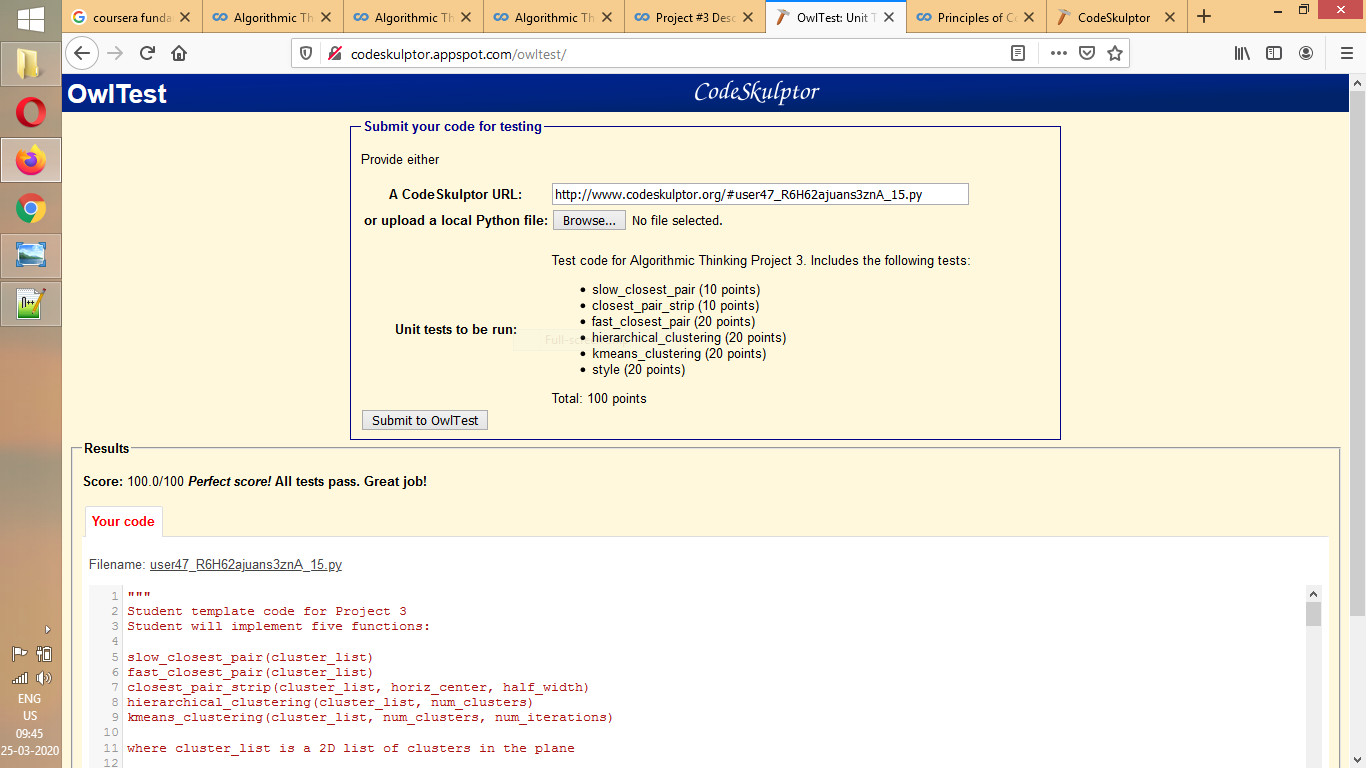 coursera funda
Algorithmic Th
Algorithmic Th
Algorithmic Th
Project #3 Desc
OwlTest: Unit T
Principles of Co
CodeSkulptor
codeskulptor.appspot.com/owltest/
OwlTest
CodeSkulptor
Submit your code for testing
Provide either
A CodeSkulptor URL: http://www.codeskulptor.org/#user47_R6H62ajuans3znA_15.py
or upload a local Python file: Browse... No file selected.
Test code for Algorithmic Thinking Project 3. Includes the following tests:
• slow_closest_pair (10 points)
• closest_pair_strip (10 points)
• fast_closest_pair (20 points)
Unit tests to be run:
• hierarchical_clustering (20 points)
• kmeans_clustering (20 points)
• style (20 points)
Total: 100 points
Submit to OwlTest
Results
Score: 100.0/100 Perfect score! All tests pass. Great job!
Your code
Filename: user47_R6H62ajuans3znA_15.py
1 """
2 Student template code for Project 3
3 Student will implement five functions:
4
5 slow_closest_pair(cluster_list)
6 fast_closest_pair(cluster_list)
7 closest_pair_strip(cluster_list, horiz_center, half_width)
8 hierarchical_clustering(cluster_list, num_clusters)
9 kmeans_clustering(cluster_list, num_clusters, num_iterations)
10
11 where cluster_list is a 2D list of clusters in the plane
12
ENG
US
09:45
25-03-2020